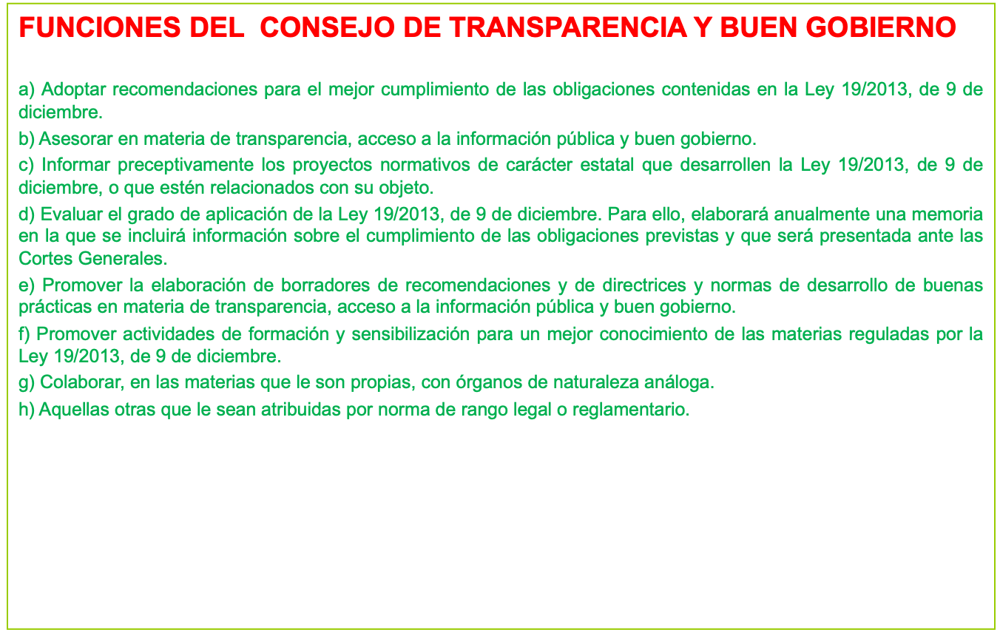 FUNCIONES DEL  CONSEJO DE TRANSPARENCIA Y BUEN GOBIERNO
a) Adoptar recomendaciones para el mejor cumplimiento de las obligaciones contenidas en la Ley 19/2013, de 9 de
diciembre.
b) Asesorar en materia de transparencia, acceso a la información pública y buen gobierno.
c) Informar preceptivamente los proyectos normativos de carácter estatal que desarrollen la Ley 19/2013, de 9 de
diciembre, o que estén relacionados con su objeto.
d) Evaluar el grado de aplicación de la Ley 19/2013, de 9 de diciembre. Para ello, elaborará anualmente una memoria
en la que se incluirá información sobre el cumplimiento de las obligaciones previstas y que será presentada ante las
Cortes Generales.
e) Promover la elaboración de borradores de recomendaciones y de directrices y normas de desarrollo de buenas
prácticas en materia de transparencia, acceso a la información pública y buen gobierno.
f) Promover actividades de formación y sensibilización para un mejor conocimiento de las materias reguladas por la
Ley 19/2013, de 9 de diciembre.
g) Colaborar, en las materias que le son propias, con órganos de naturaleza análoga.
h) Aquellas otras que le sean atribuidas por norma de rango legal o reglamentario.